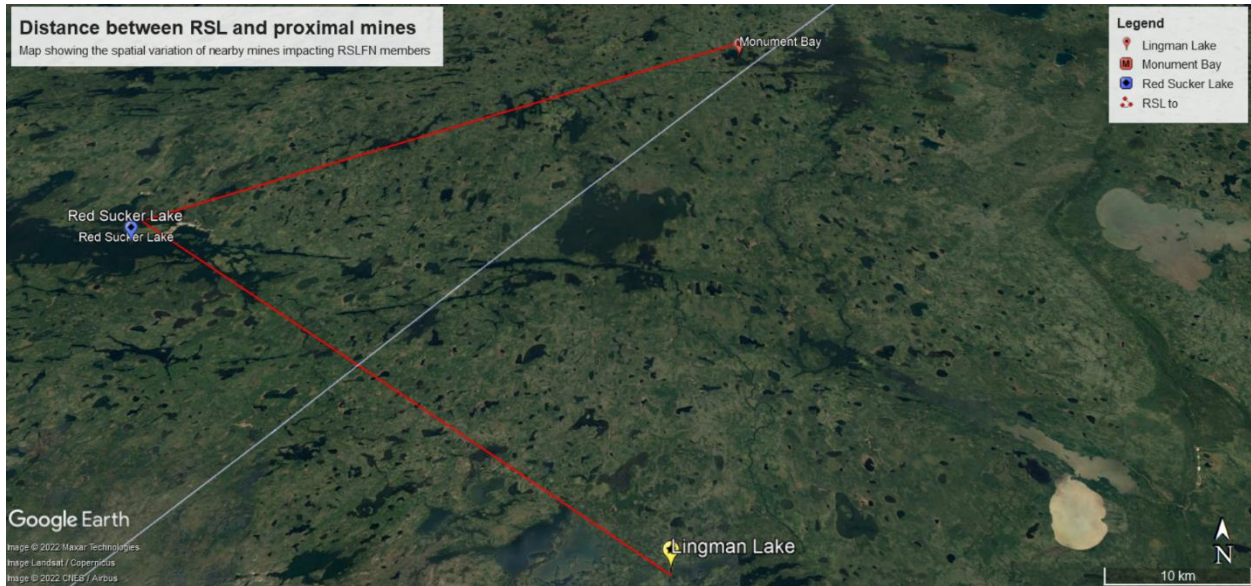 Distance between RSL and proximal mines
Map showing the spatial variation of nearby mines impacting RSLFN members
Legend
Lingman Lake
M Monument Bay
Red Sucker Lake
RSL to
Monument Bay
Red Sucker Lake
Red Sucker Lake
Lingman Lake
Google Earth
Image © 2022 Maxar Technologies
Image Landsat / Copernicus
Image © 2022 CNES / Airbus
N
10 km